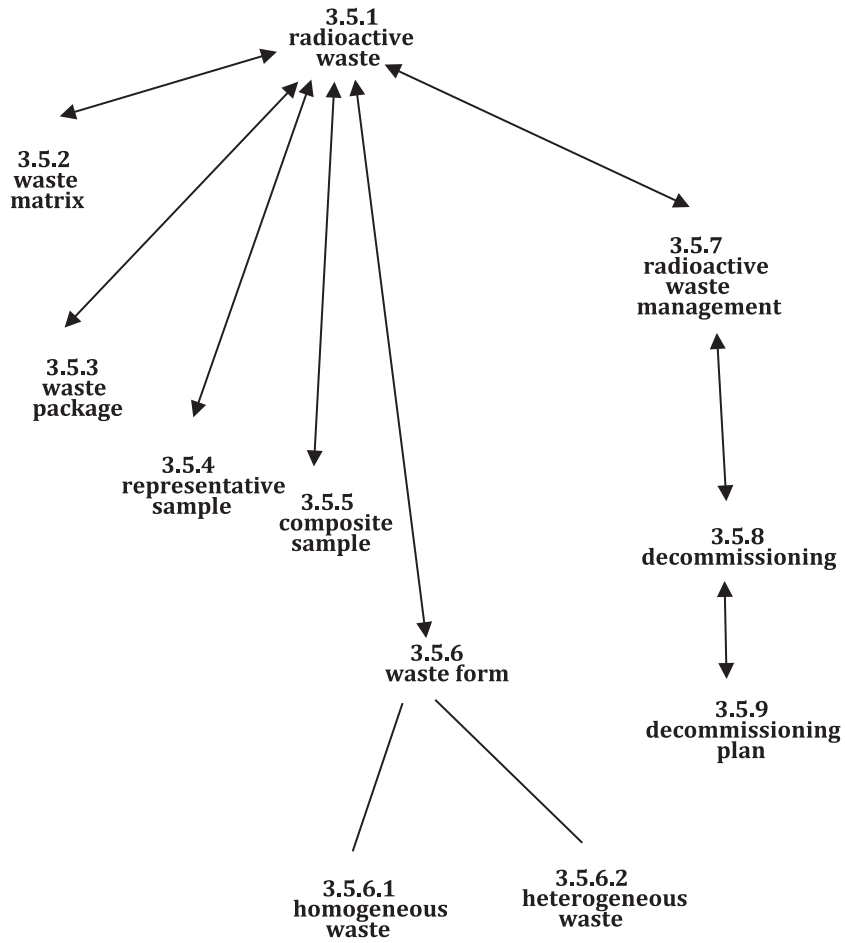 3.5.1
radioactive
waste
3.5.2
waste
matrix
3.5.7
radioactive
waste
management
3.5.3
waste
package
3.5.4
representative
sample
3.5.5
composite
sample
3.5.8
decommissioning
3.5.6
waste form
3.5.9
decommissioning
plan
3.5.6.1
homogeneous
waste
3.5.6.2
heterogeneous
waste